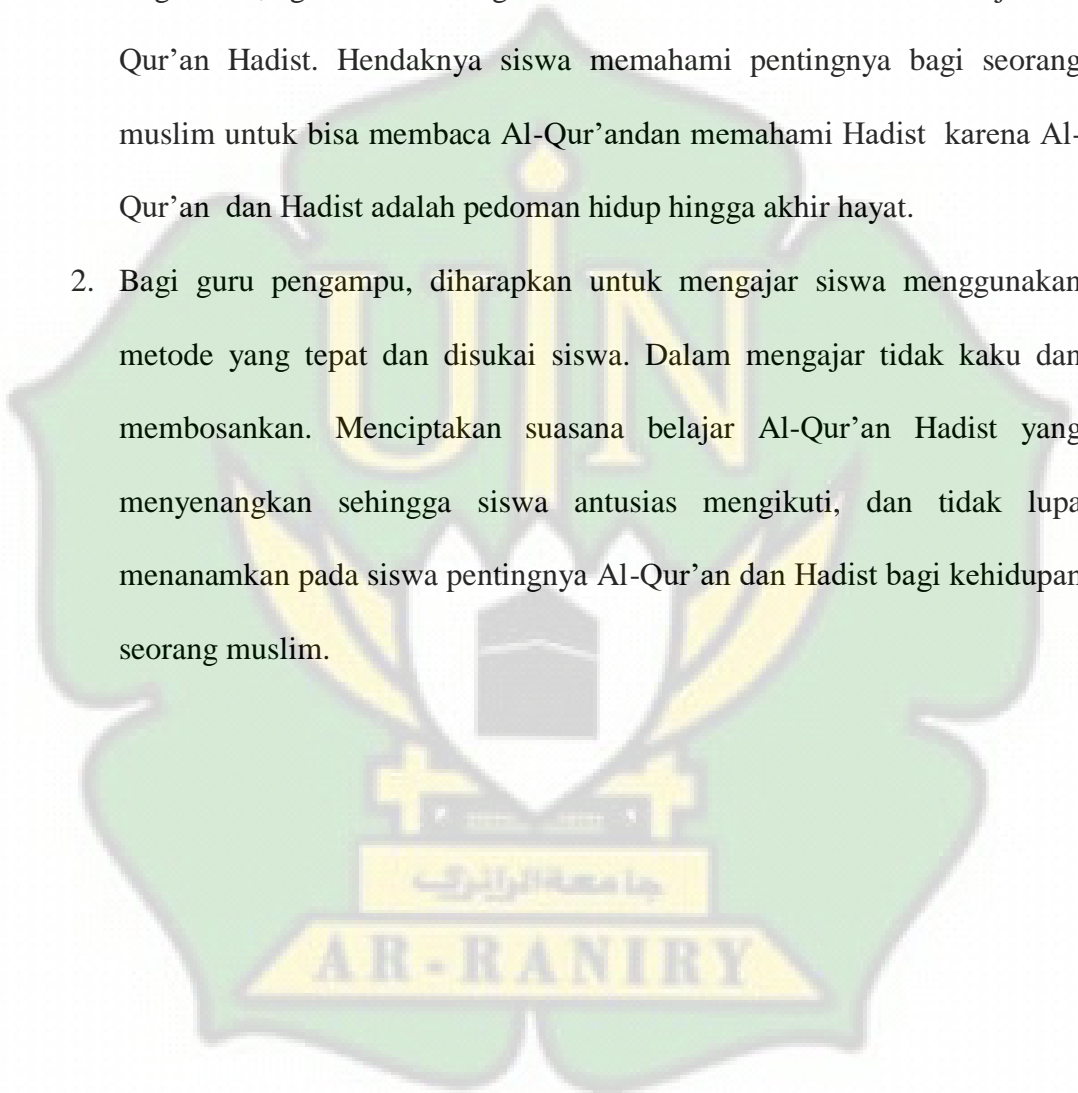 Qur’an Hadist. Hendaknya siswa memahami pentingnya bagi seorang
muslim untuk bisa membaca Al-Qur’andan memahami Hadist karena Al-
Qur’an dan Hadist adalah pedoman hidup hingga akhir hayat.
2. Bagi guru pengampu, diharapkan untuk mengajar siswa menggunakan
metode yang tepat dan disukai siswa. Dalam mengajar tidak kaku dan
membosankan. Menciptakan suasana belajar Al-Qur’an Hadist yang
menyenangkan sehingga siswa antusias mengikuti, dan tidak lupa
menanamkan pada siswa pentingnya Al-Qur’an dan Hadist bagi kehidupan
seorang muslim.
UIN
جامعة الرانري
AR-RANIRY